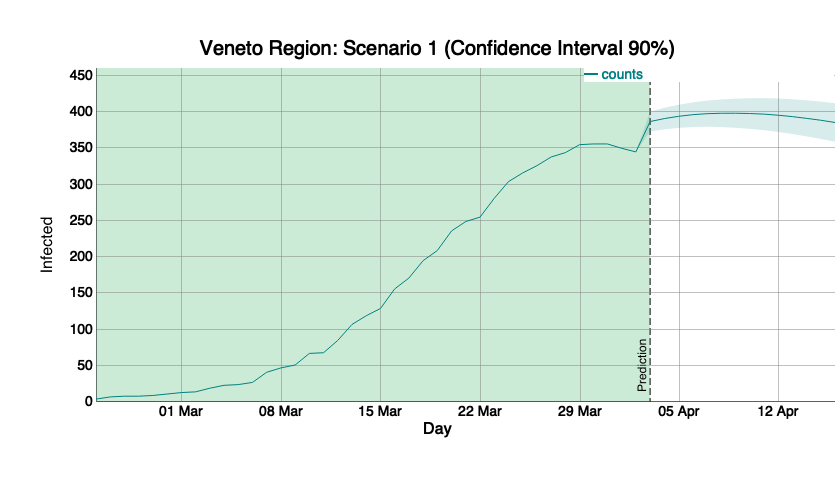 Veneto Region: Scenario 1 (Confidence Interval 90%)
counts
450
400
350
300
250
200
150
100
50
0
Infected
Prediction
01 Mar 08 Mar 15 Mar 22 Mar 29 Mar 05 Apr 12 Apr
Day